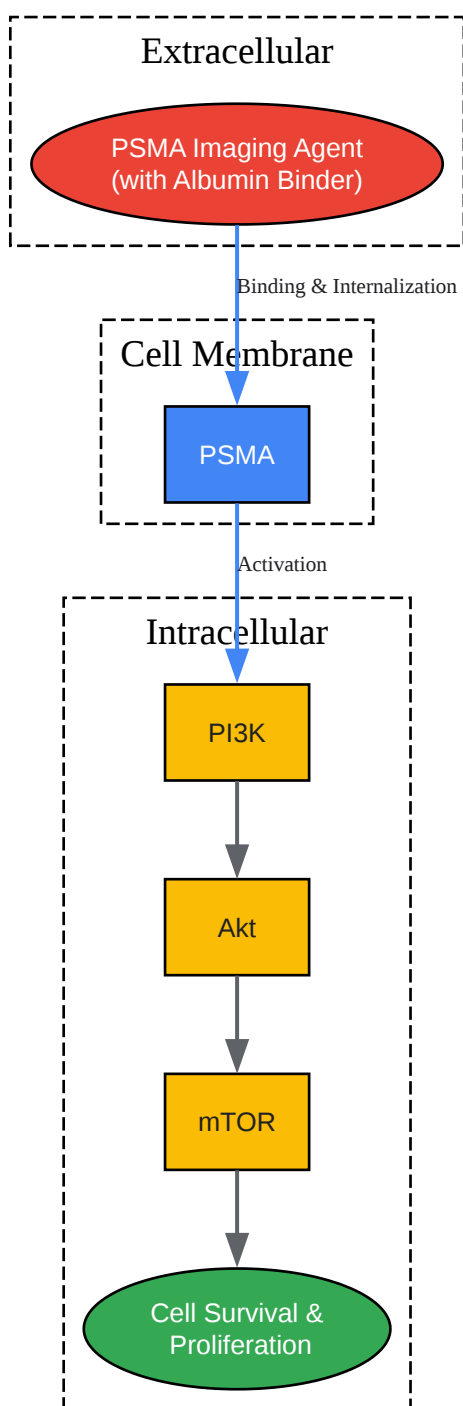 Extracellular
PSMA Imaging Agent
(with Albumin Binder)
Binding & Internalization
Cell Membrane
PSMA
Activation
Intracellular
PI3K
Akt
mTOR
Cell Survival &
Proliferation